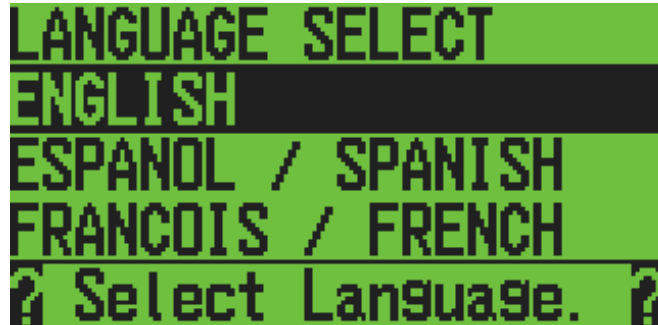 LANGUAGE SELECT
ENGLISH
ESPANOL / SPANISH
FRANCOIS / FRENCH
? Select Language. ?